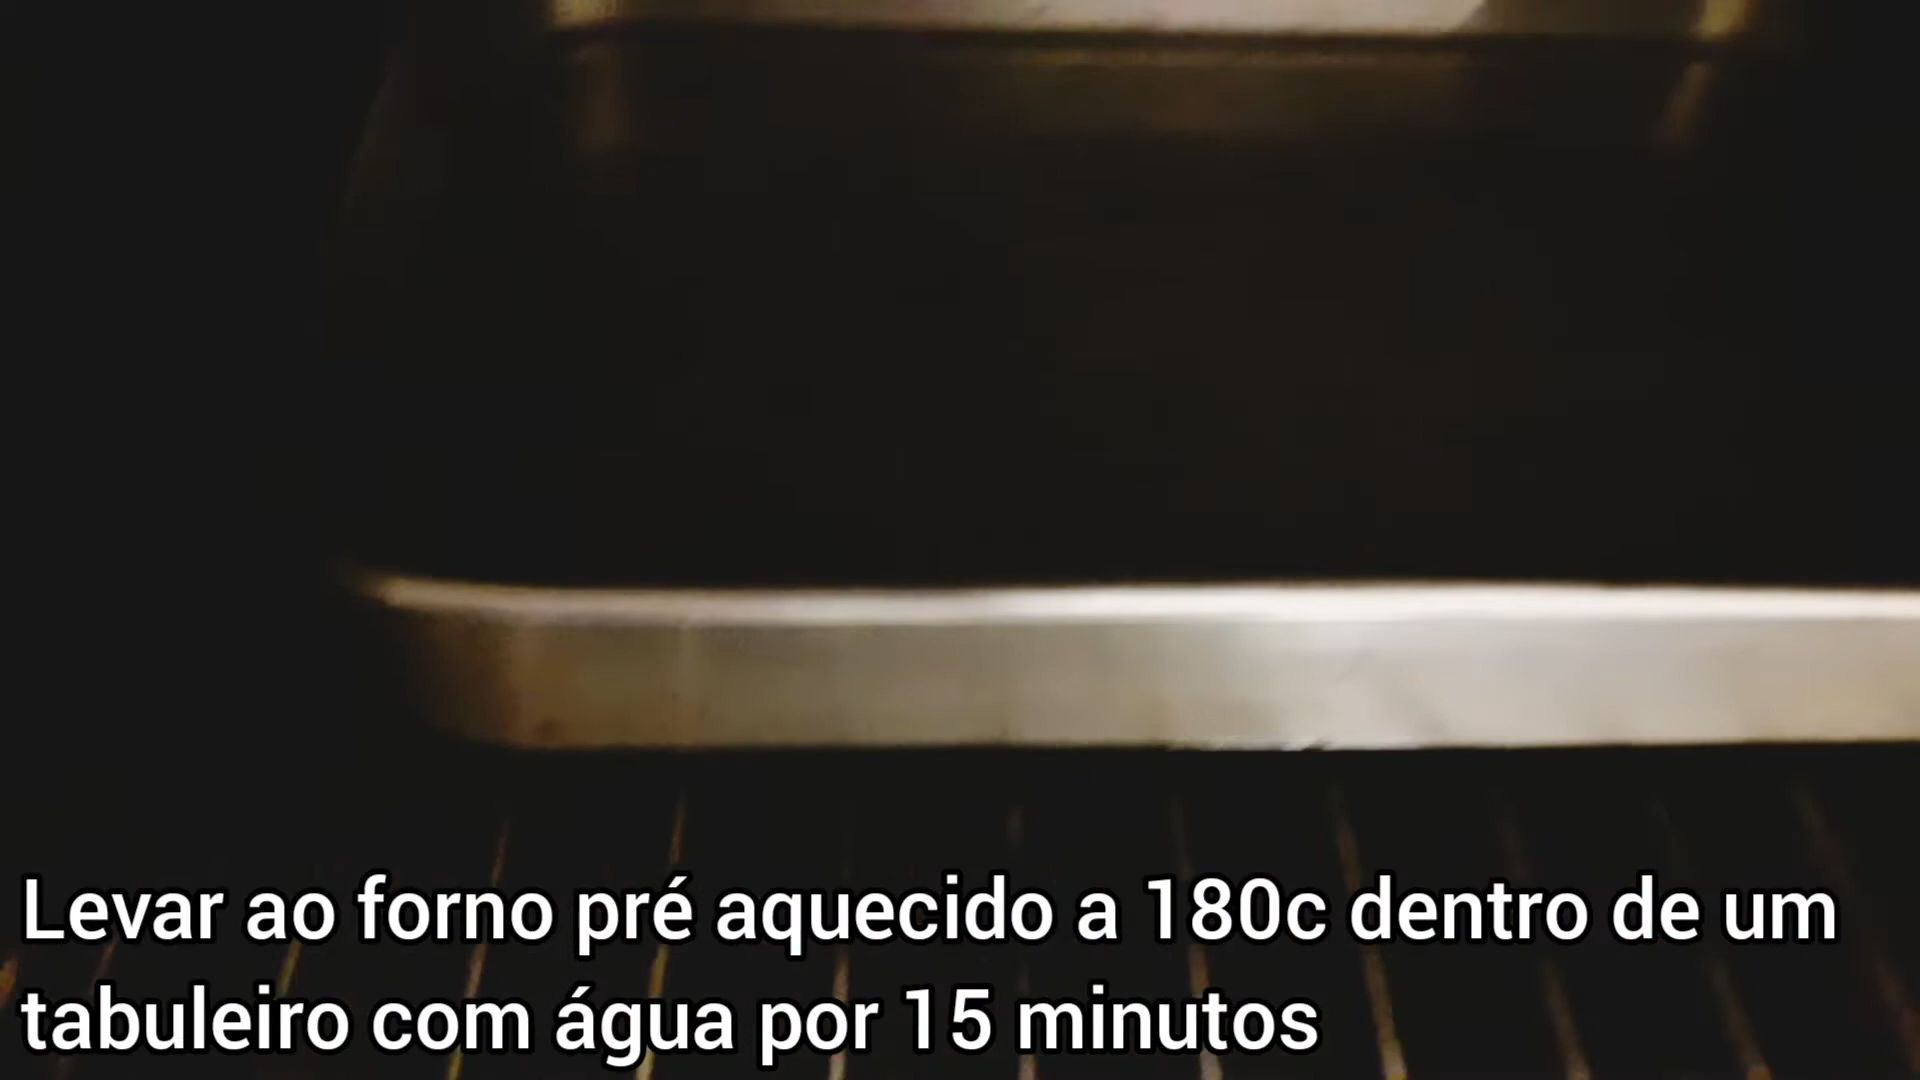 Levar ao forno pré aquecido a 180c dentro de um
tabuleiro com água por 15 minutos